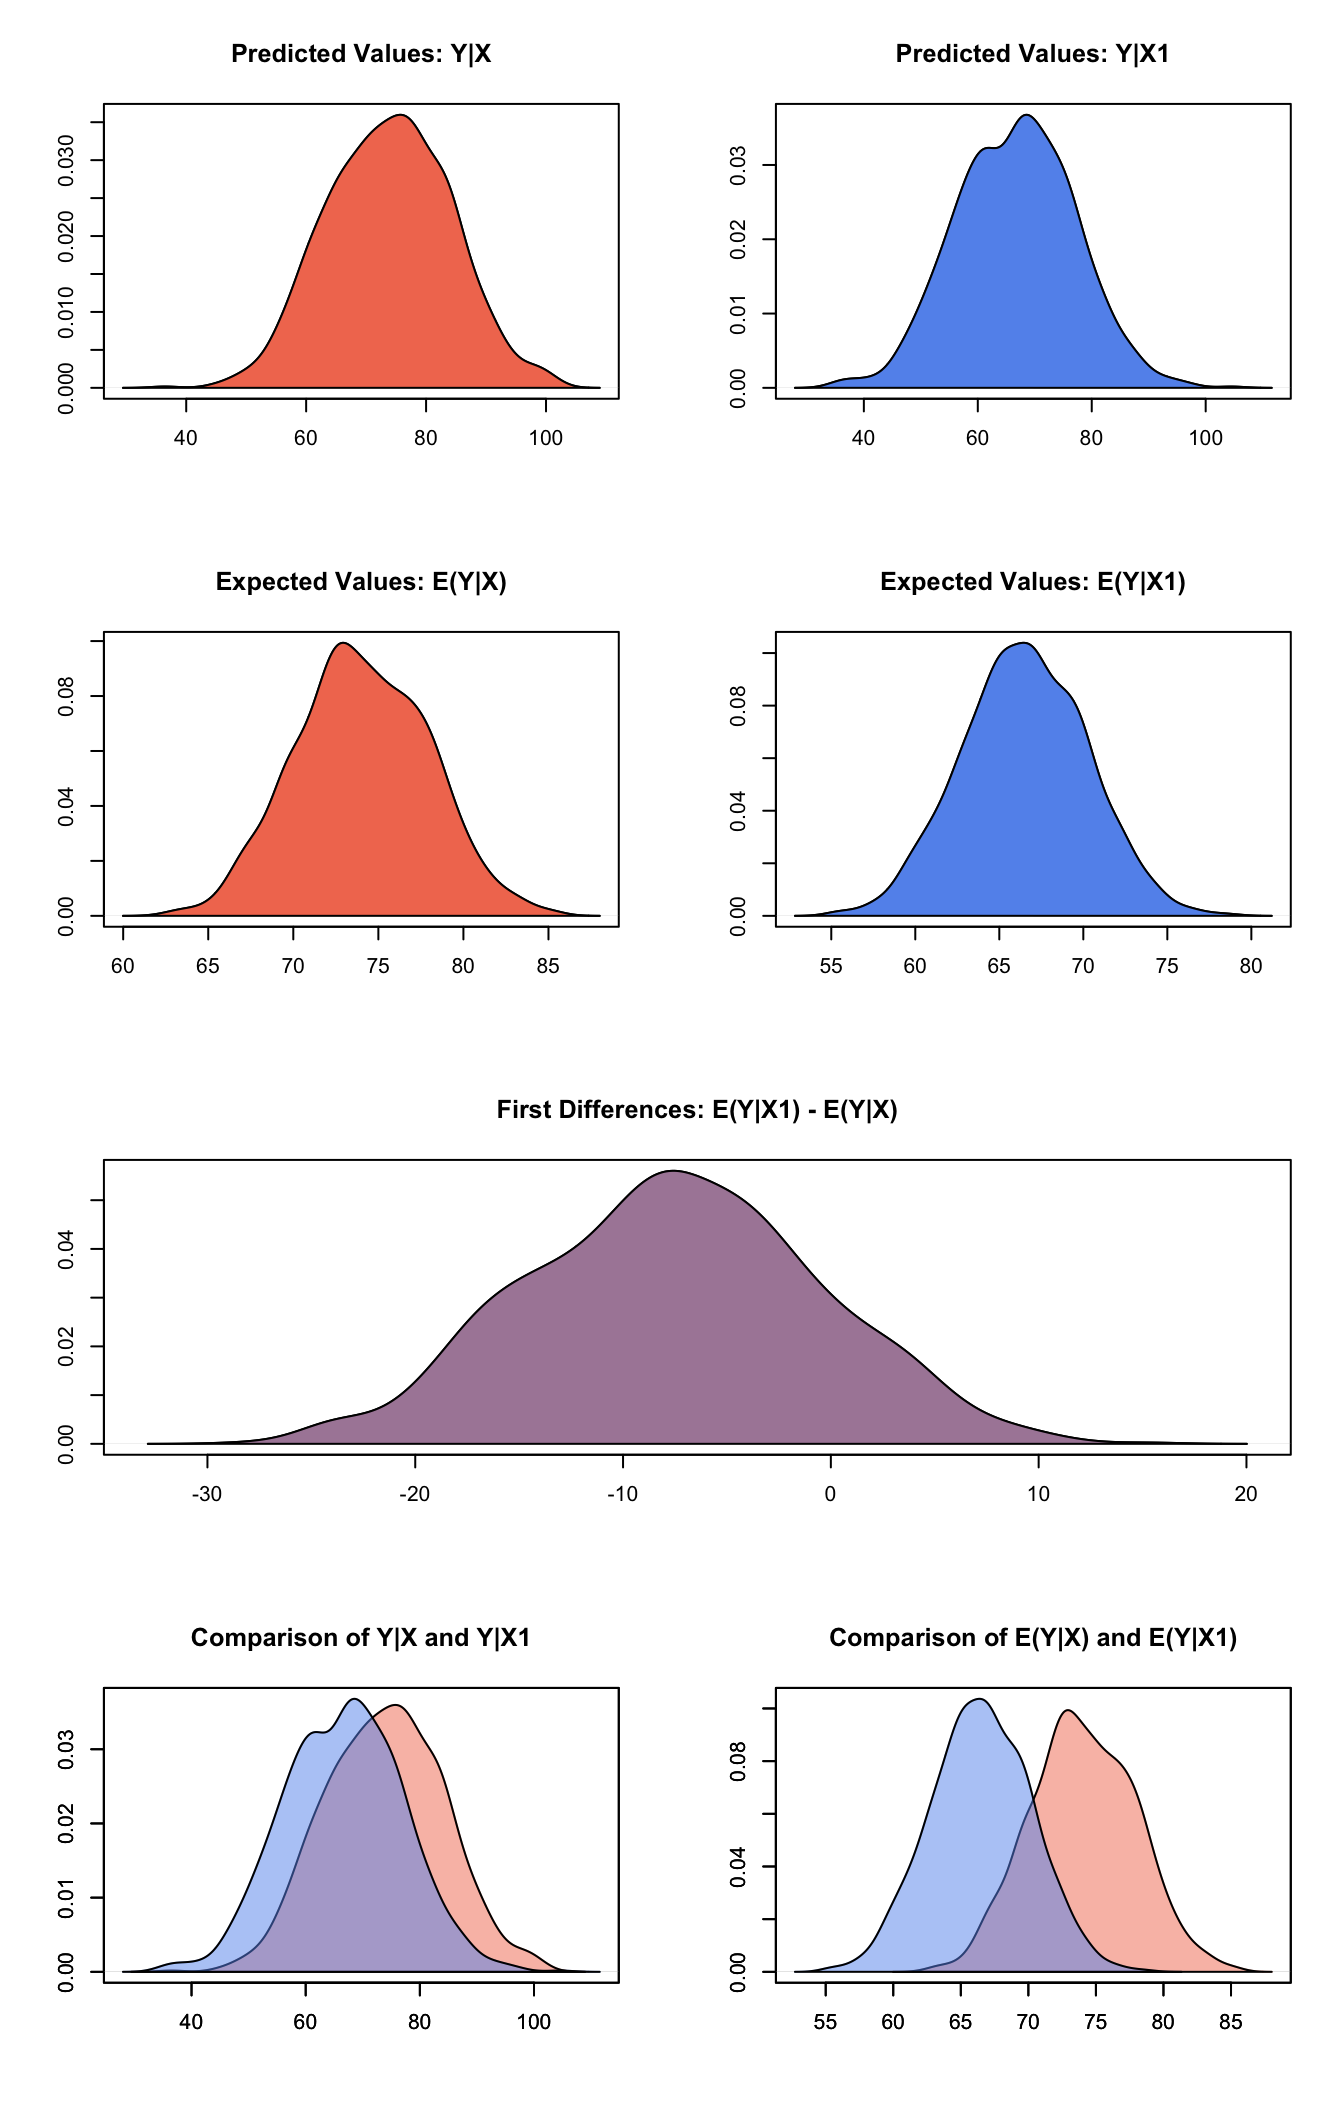 Predicted Values: Y|X
0.000 0.010 0.020 0.030
40 60 80 100
Predicted Values: Y|X1
0.00 0.01 0.02 0.03
40 60 80 100
Expected Values: E(Y|X)
0.00 0.04 0.08
60 65 70 75 80 85
Expected Values: E(Y|X1)
0.00 0.04 0.08
55 60 65 70 75 80
First Differences: E(Y|X1) - E(Y|X)
0.00 0.02 0.04
-30 -20 -10 0 10 20
Comparison of Y|X and Y|X1
0.00 0.01 0.02 0.03
40 60 80 100
Comparison of E(Y|X) and E(Y|X1)
0.00 0.04 0.08
55 60 65 70 75 80 85